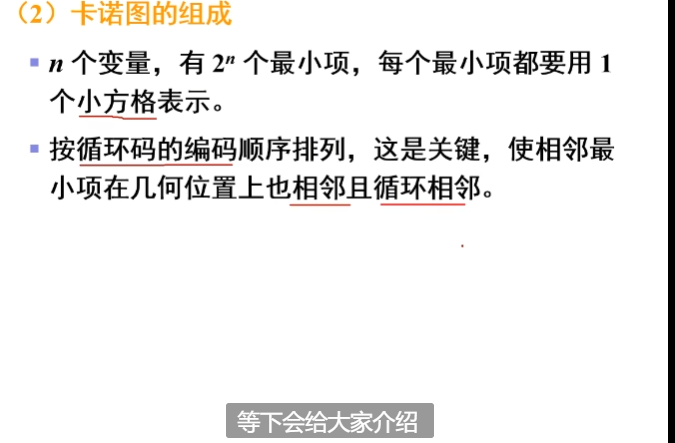 （2）卡诺图的组成
n 个变量，有 2ⁿ 个最小项，每个最小项都要用 1
个小方格表示。
按循环码的编码顺序排列，这是关键，使相邻最
小项在几何位置上也相邻且循环相邻。
等下会给大家介绍